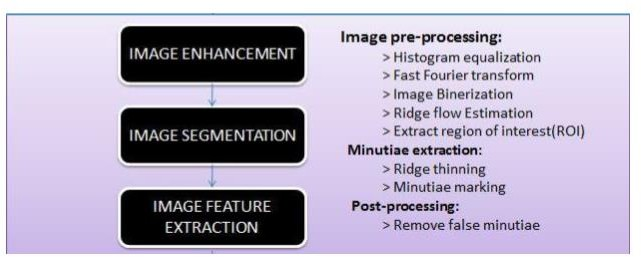 IMAGE ENHANCEMENT
IMAGE SEGMENTATION
IMAGE FEATURE
EXTRACTION
Image pre-processing:
> Histogram equalization
> Fast Fourier transform
> Image Binerization
> Ridge flow Estimation
> Extract region of interest(ROI)
Minutiae extraction:
> Ridge thinning
> Minutiae marking
Post-processing:
> Remove false minutiae